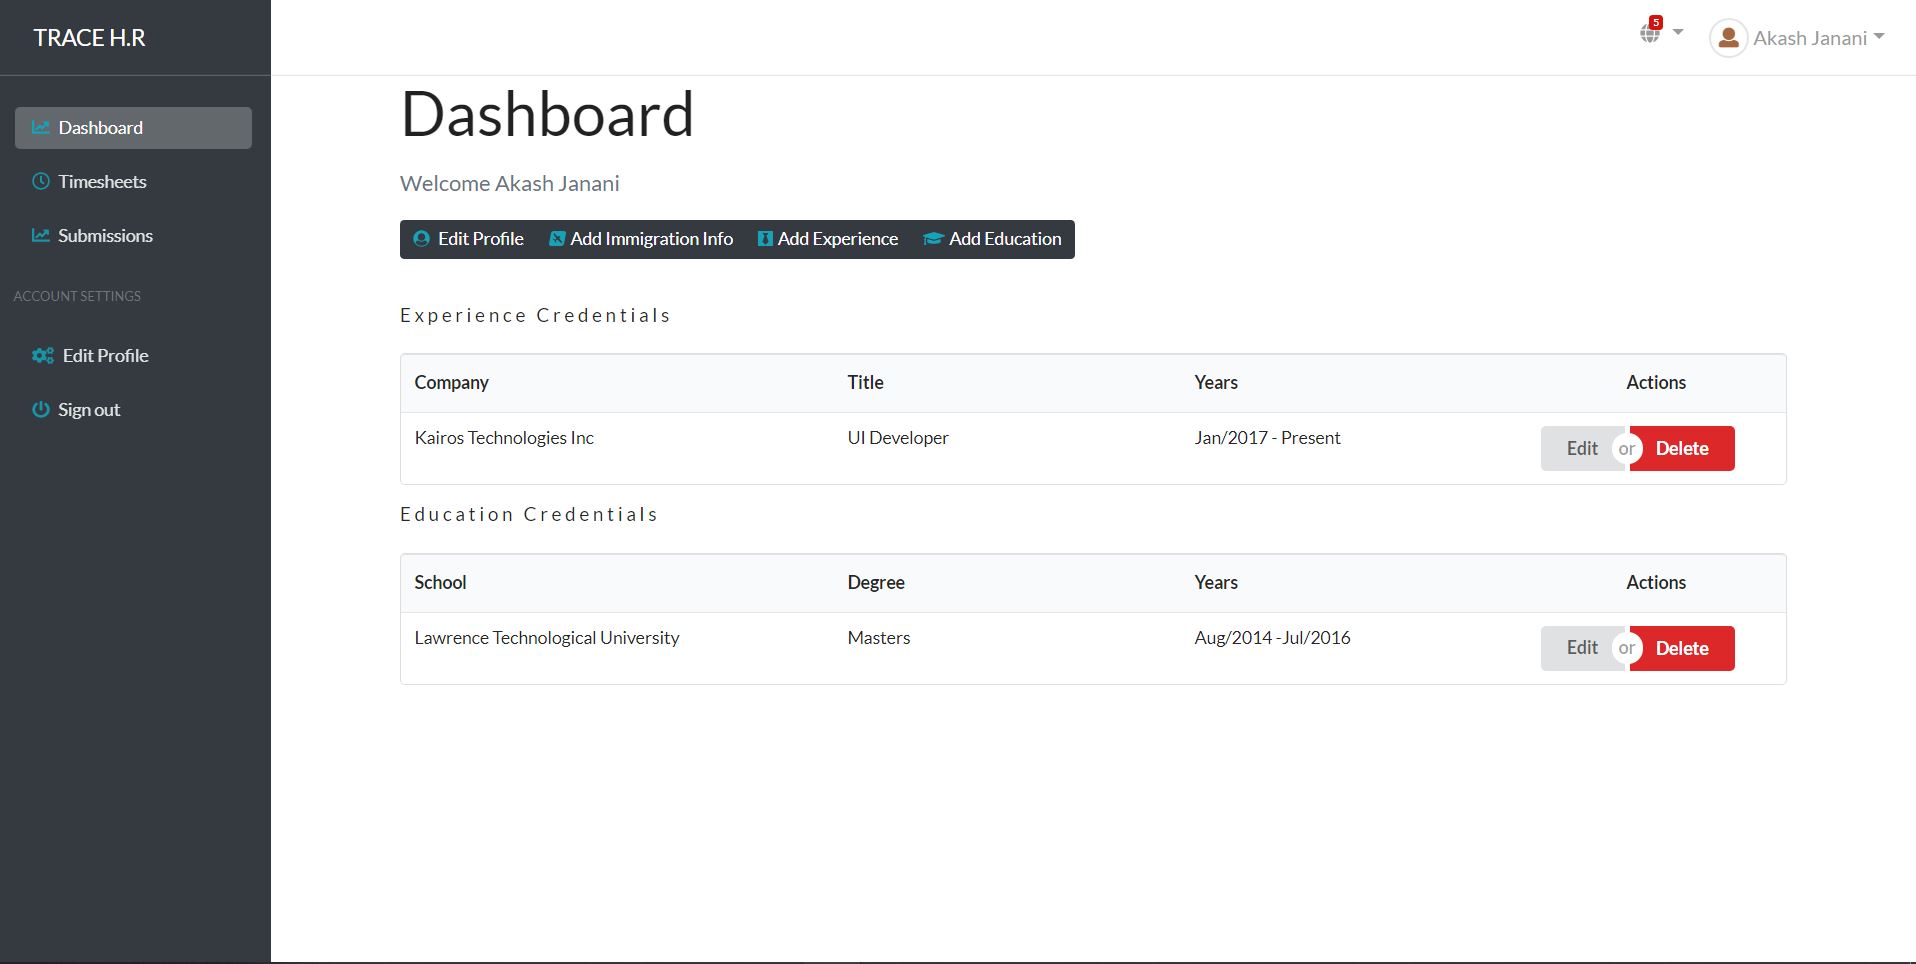 TRACE H.R
5
Akash Janani
Dashboard
Timesheets
Submissions
ACCOUNT SETTINGS
Edit Profile
Sign out
Dashboard
Welcome Akash Janani
Edit Profile Add Immigration Info Add Experience Add Education
Experience Credentials
Company Title Years Actions
Kairos Technologies Inc UI Developer Jan/2017 - Present Edit or Delete
Education Credentials
School Degree Years Actions
Lawrence Technological University Masters Aug/2014 -Jul/2016 Edit or Delete